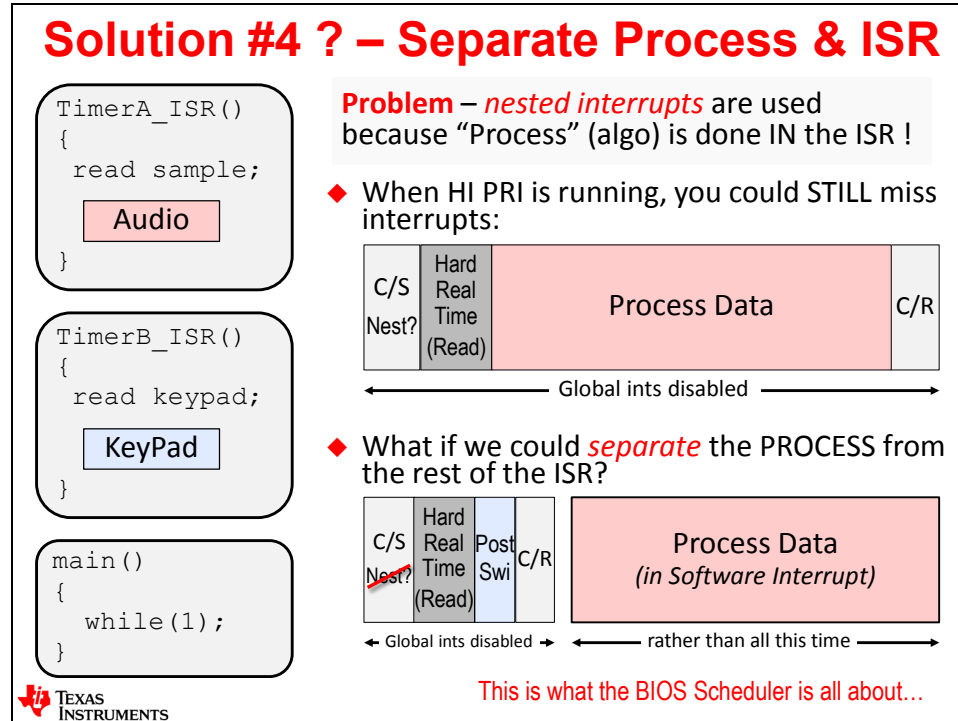 Solution #4 ? – Separate Process & ISR
TimerA_ISR()
{
read sample;
Audio
}
TimerB_ISR()
{
read keypad;
KeyPad
}
main()
{
while(1);
}
Problem – nested interrupts are used
because “Process” (algo) is done IN the ISR !
When HI PRI is running, you could STILL miss
interrupts:
C/S
Nest?
Hard
Real
Time
(Read)
Process Data
C/R
Global ints disabled
What if we could separate the PROCESS from
the rest of the ISR?
C/S
Nest?
Hard
Real
Time
(Read)
Post
Swi
C/R
Process Data
(in Software Interrupt)
Global ints disabled
rather than all this time
This is what the BIOS Scheduler is all about…
TEXAS
INSTRUMENTS